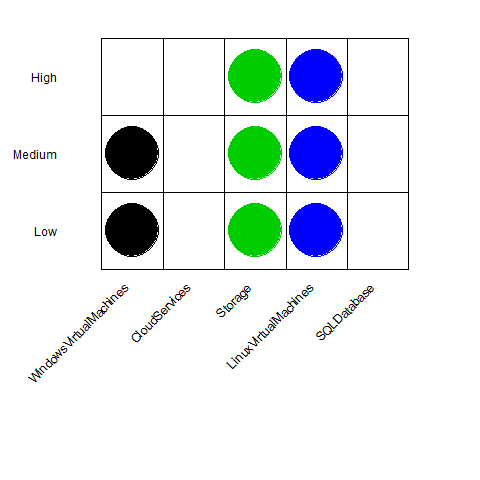 High
Medium
Low
WindowsVirtualMachines
CloudServices
Storage
LinuxVirtualMachines
SQLDatabase